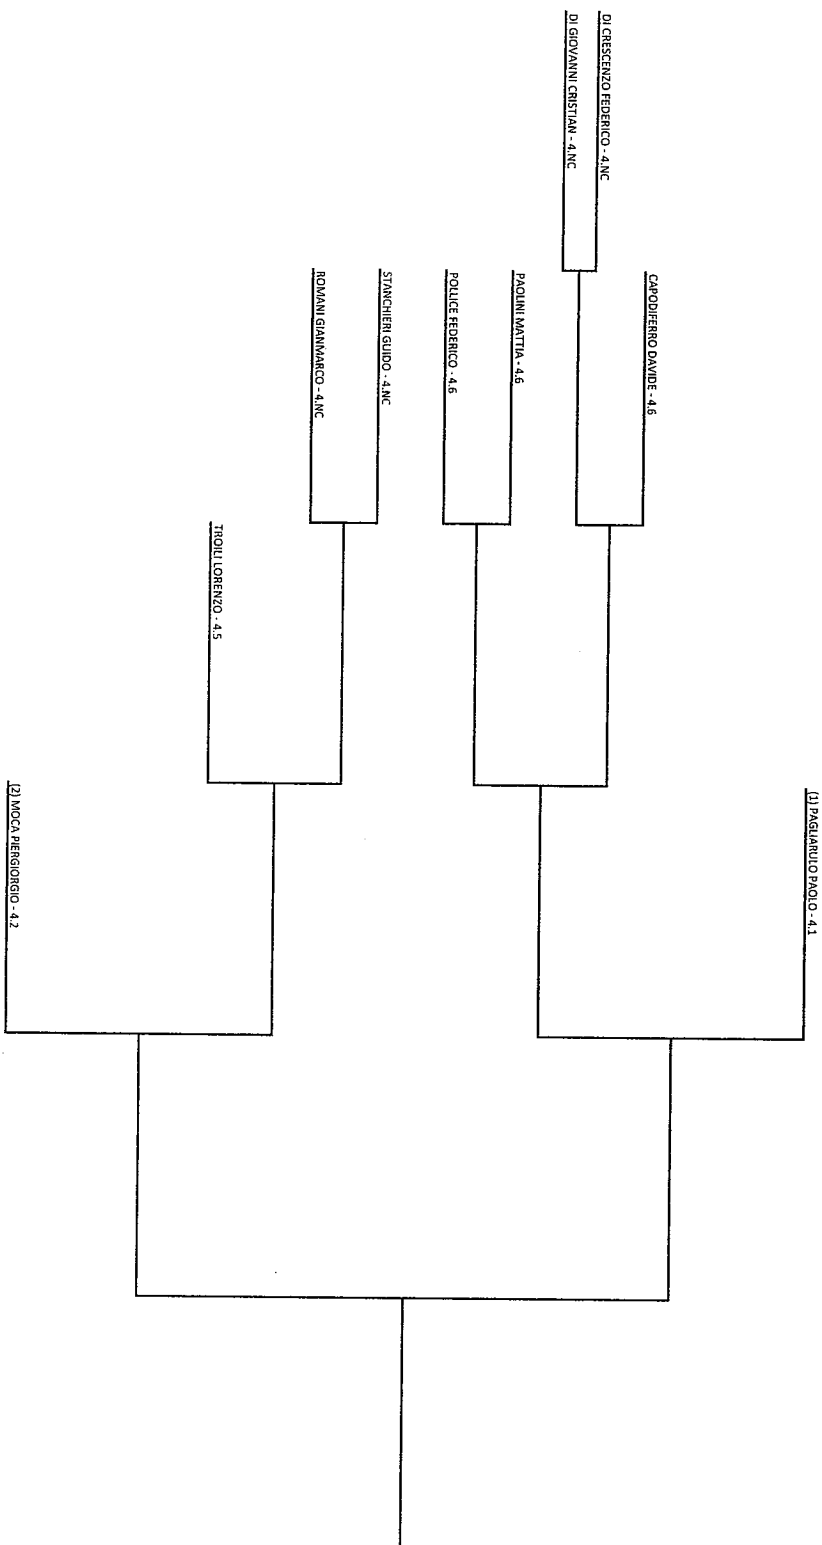 (1) PAGLIARULO PAOLO - 4.1
CAPODIFERRO DAVIDE - 4.6
DI CRESCENZO FEDERICO - 4.NC
DI GIOVANNI CRISTIAN - 4.NC
PAOLINI MATTIA - 4.6
POLLICE FEDERICO - 4.6
STANCHIERI GUIDO - 4.NC
ROMANI GIANMARCO - 4.NC
TROILI LORENZO - 4.5
(2) MOCA PIERGIORGIO - 4.2